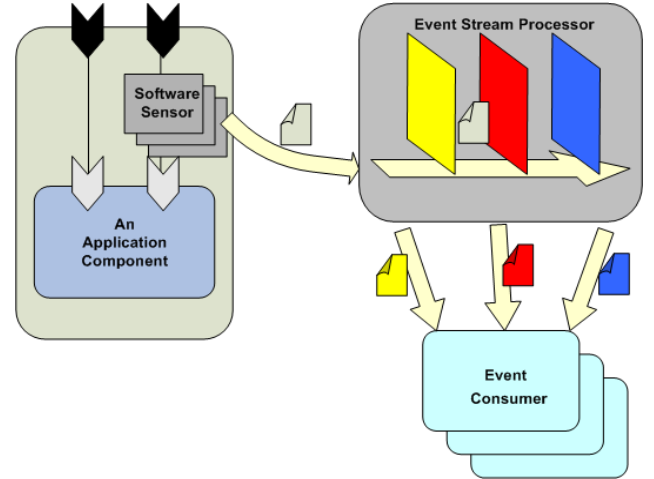 Event Stream Processor
Software
Sensor
An
Application
Component
Event
Consumer